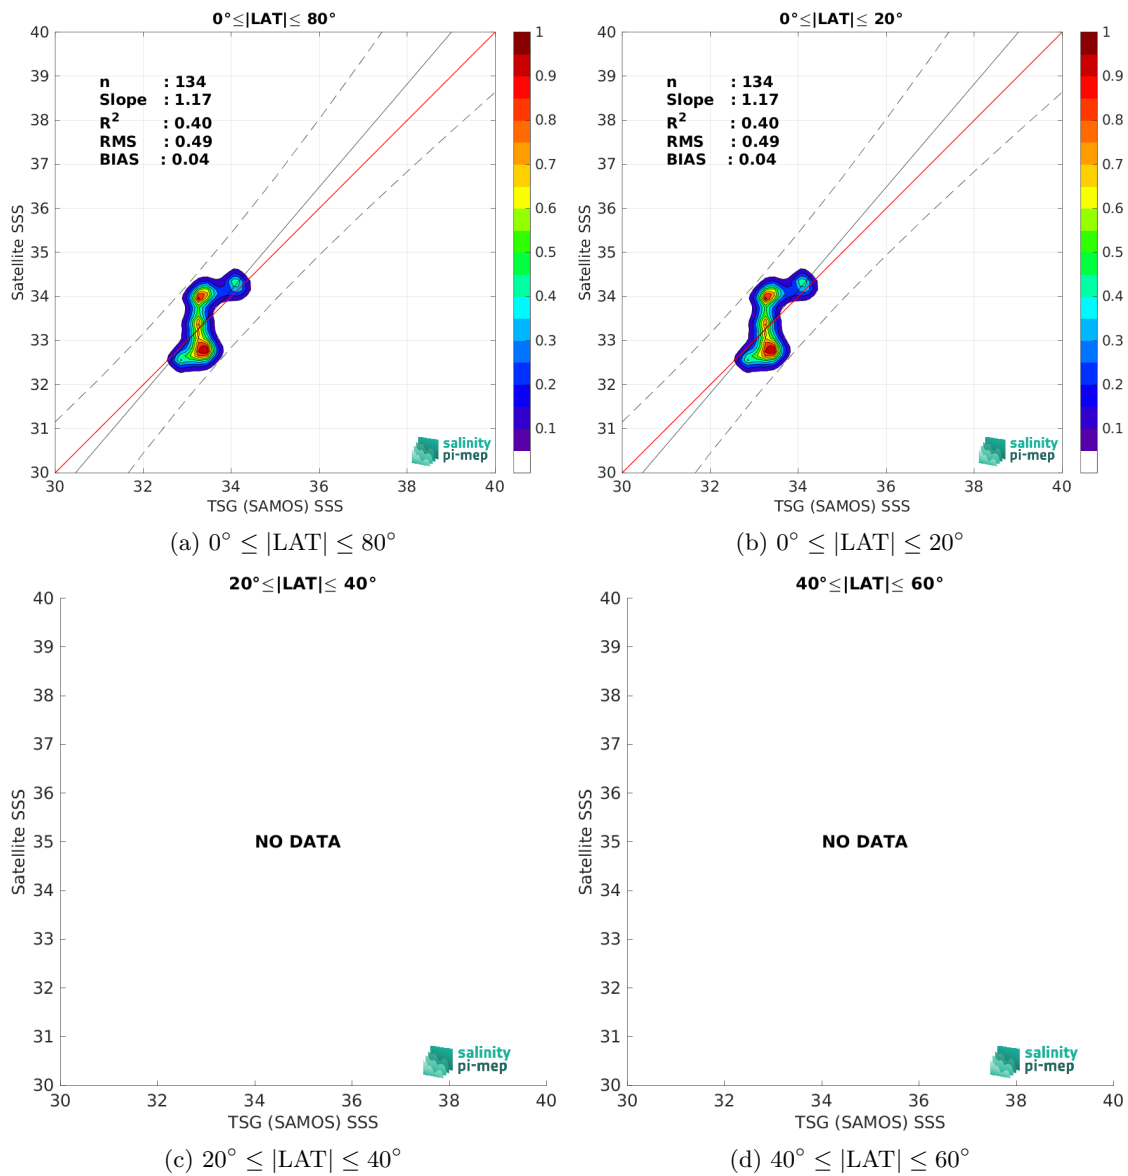 0°≤|LAT|≤ 80°
40
39
38
37
36
35
34
33
32
31
30
Satellite SSS
n : 134
Slope : 1.17
R² : 0.40
RMS : 0.49
BIAS : 0.04
salinity
pi-mep
30 32 34 36 38 40
TSG (SAMOS) SSS
1
0.9
0.8
0.7
0.6
0.5
0.4
0.3
0.2
0.1
(a) 0° ≤ |LAT| ≤ 80°
0°≤|LAT|≤ 20°
40
39
38
37
36
35
34
33
32
31
30
Satellite SSS
n : 134
Slope : 1.17
R² : 0.40
RMS : 0.49
BIAS : 0.04
salinity
pi-mep
30 32 34 36 38 40
TSG (SAMOS) SSS
1
0.9
0.8
0.7
0.6
0.5
0.4
0.3
0.2
0.1
(b) 0° ≤ |LAT| ≤ 20°
20°≤|LAT|≤ 40°
40
39
38
37
36
35
34
33
32
31
30
Satellite SSS
NO DATA
salinity
pi-mep
30 32 34 36 38 40
TSG (SAMOS) SSS
(c) 20° ≤ |LAT| ≤ 40°
40°≤|LAT|≤ 60°
40
39
38
37
36
35
34
33
32
31
30
Satellite SSS
NO DATA
salinity
pi-mep
30 32 34 36 38 40
TSG (SAMOS) SSS
(d) 40° ≤ |LAT| ≤ 60°